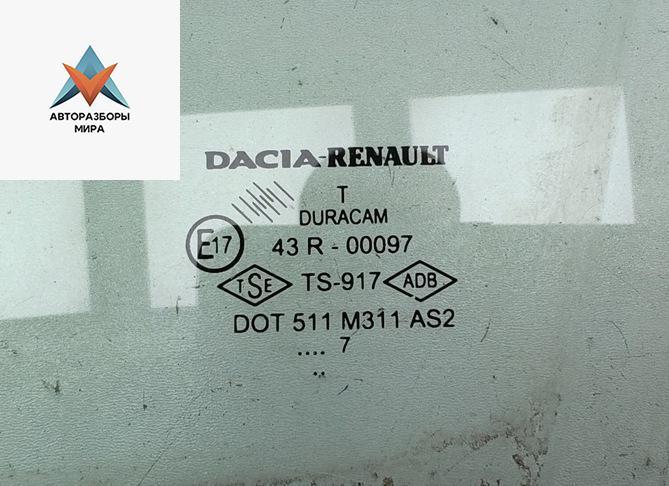 АВТОРАЗБОРЫ
МИРА
DACIA-RENAULT
T
DURACAM
E17 43 R - 00097
TSE TS-917 ADB
DOT 511 M311 AS2
.... 7
..